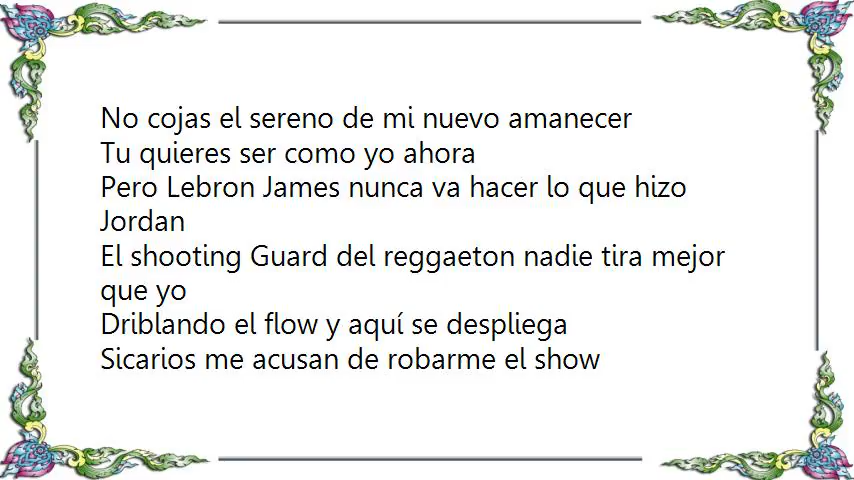 No cojas el sereno de mi nuevo amanecer
Tu quieres ser como yo ahora
Pero Lebron James nunca va hacer lo que hizo
Jordan
El shooting Guard del reggaeton nadie tira mejor
que yo
Driblando el flow y aquí se despliega
Sicarios me acusan de robarme el show